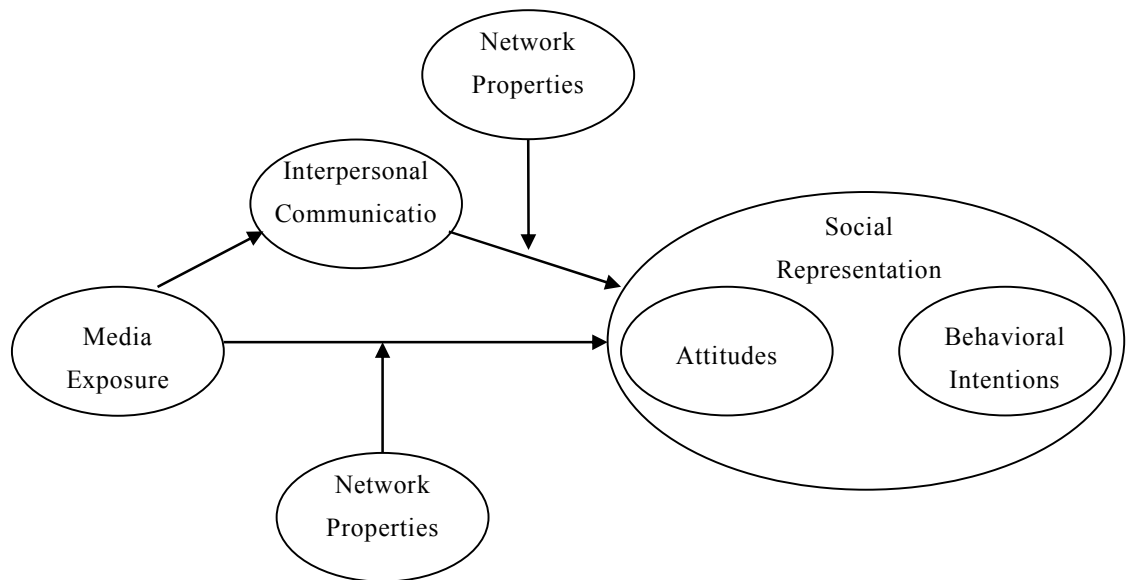 Network
Properties
Interpersonal
Communicatio
Social
Representation
Media
Exposure
Attitudes
Behavioral
Intentions
Network
Properties